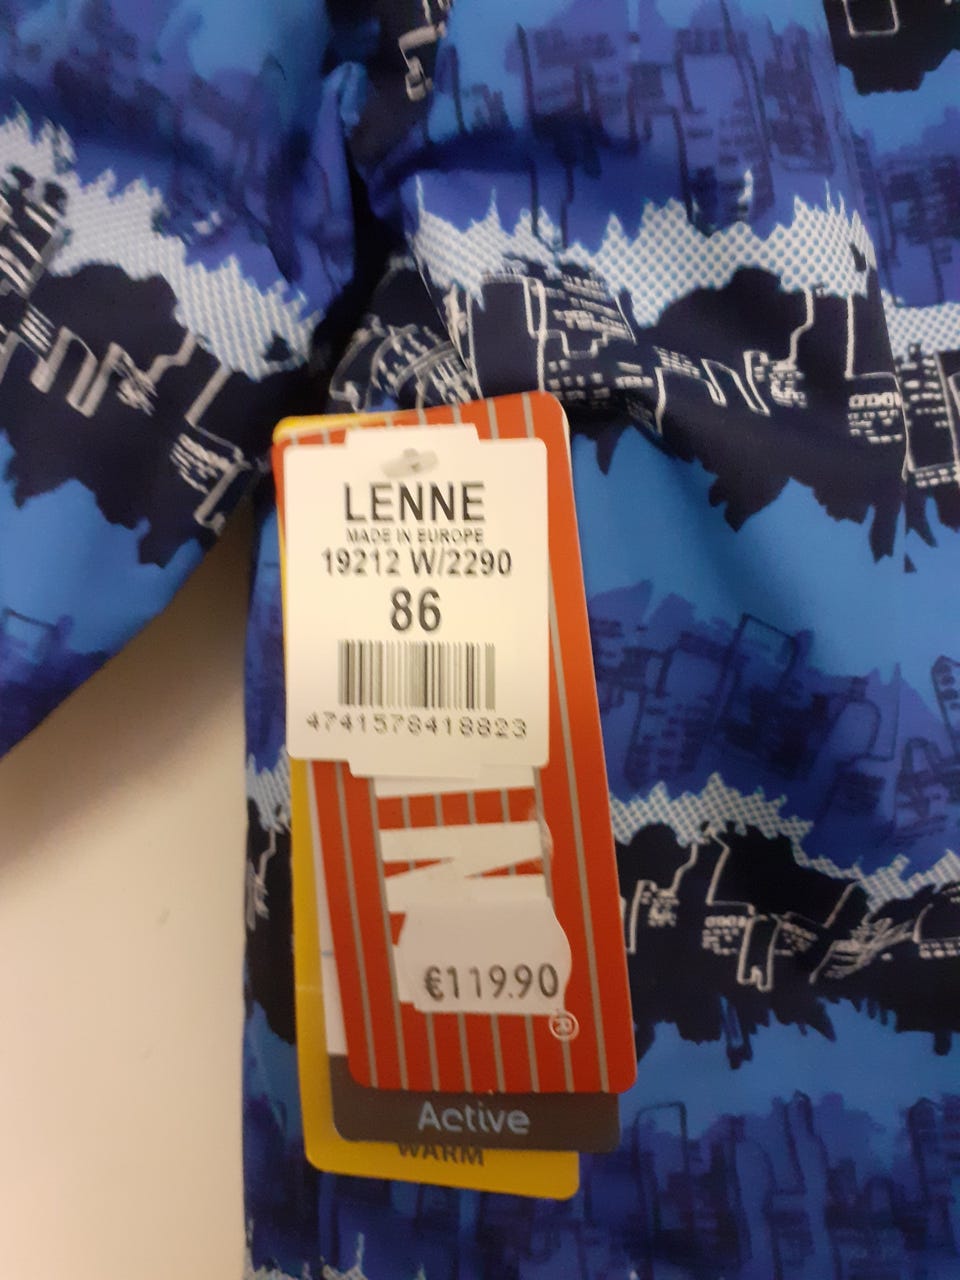 LENNE
MADE IN EUROPE
19212 W/2290
86
4741578418823
€119.90
®
Active
WARM